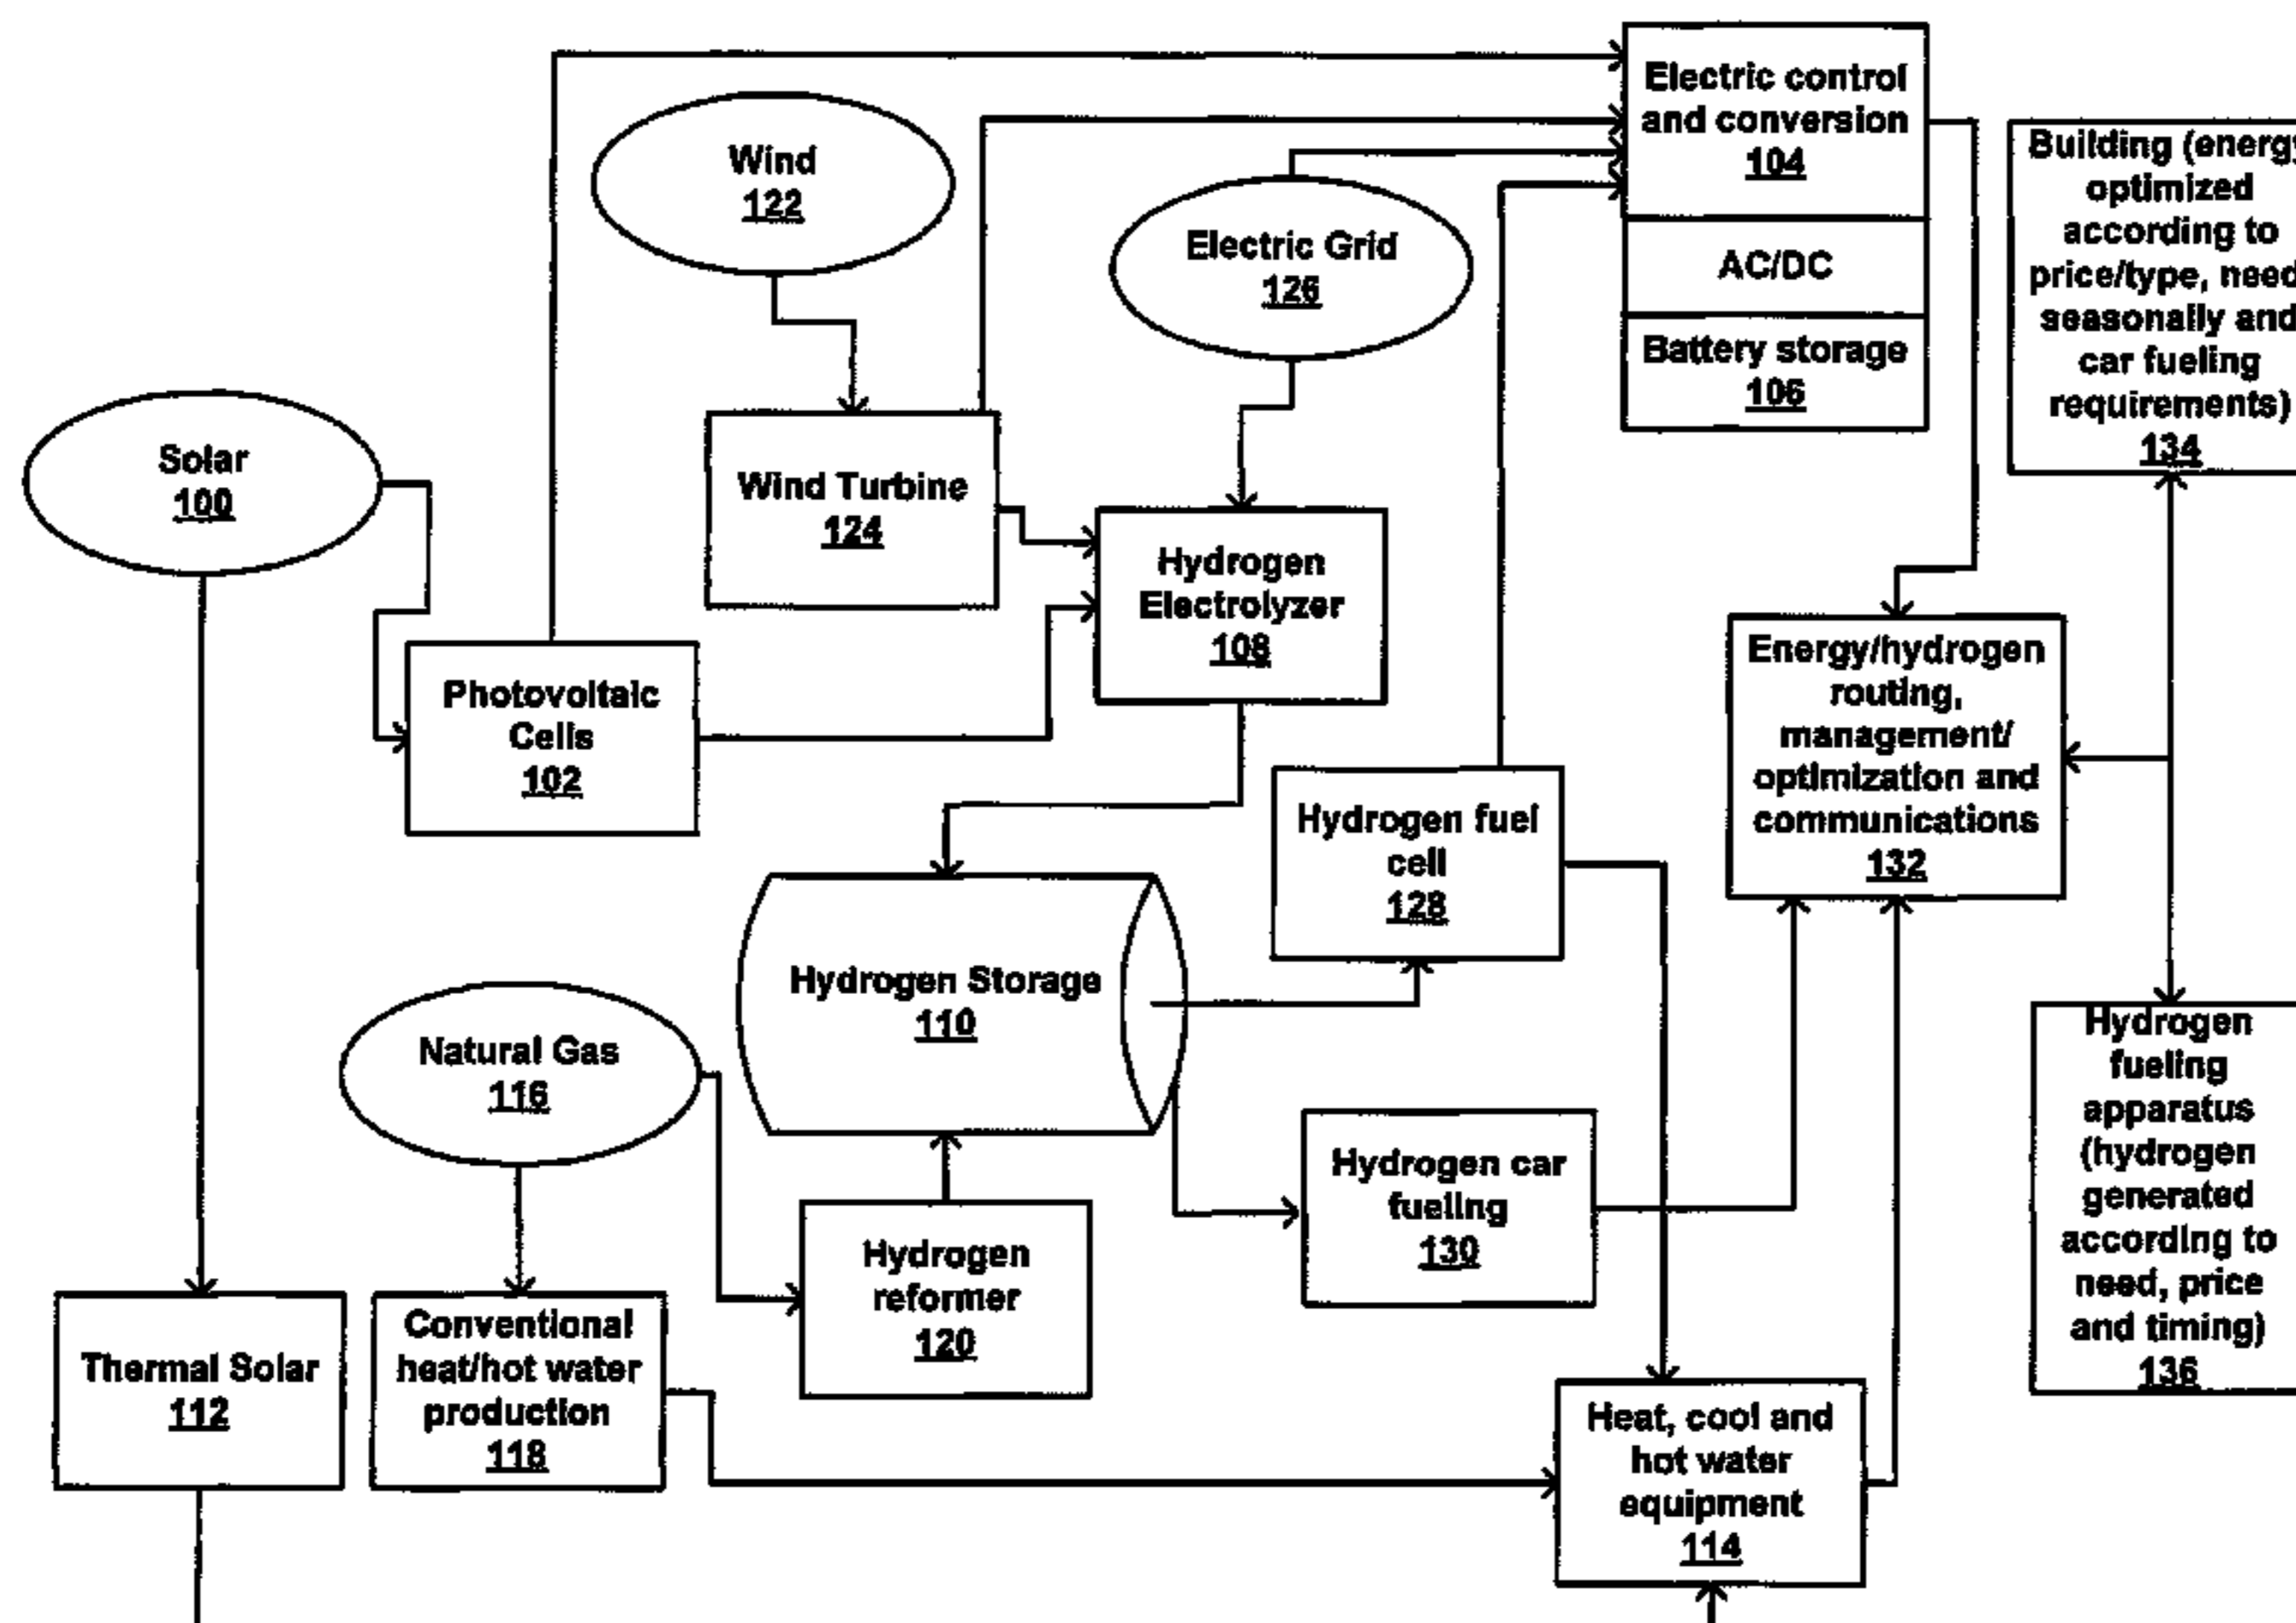 Electric control
and conversion
104
AC/DC
Battery storage
106
Wind
122
Electric Grid
126
Building (energy
optimized
according to
price/type, need
seasonally and
car fueling
requirements)
134
Solar
100
Wind Turbine
124
Hydrogen
Electrolyzer
108
Photovoltaic
Cells
102
Energy/hydrogen
routing,
management/
optimization and
communications
132
Hydrogen fuel
cell
128
Hydrogen Storage
110
Natural Gas
116
Hydrogen
fueling
apparatus
(hydrogen
generated
according to
need, price
and timing)
136
Hydrogen car
fueling
130
Hydrogen
reformer
120
Thermal Solar
112
Conventional
heat/hot water
production
118
Heat, cool and
hot water
equipment
114